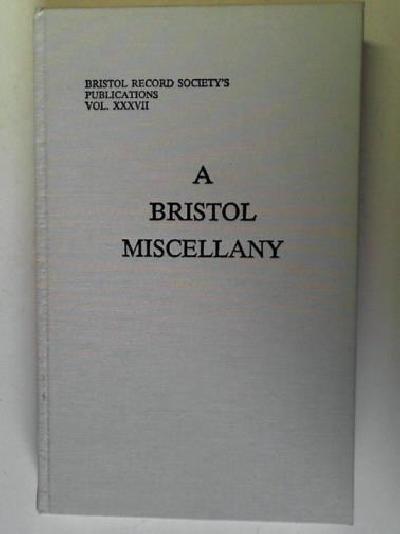 BRISTOL RECORD SOCIETY'S
PUBLICATIONS
VOL. XXXVII
A
BRISTOL
MISCELLANY